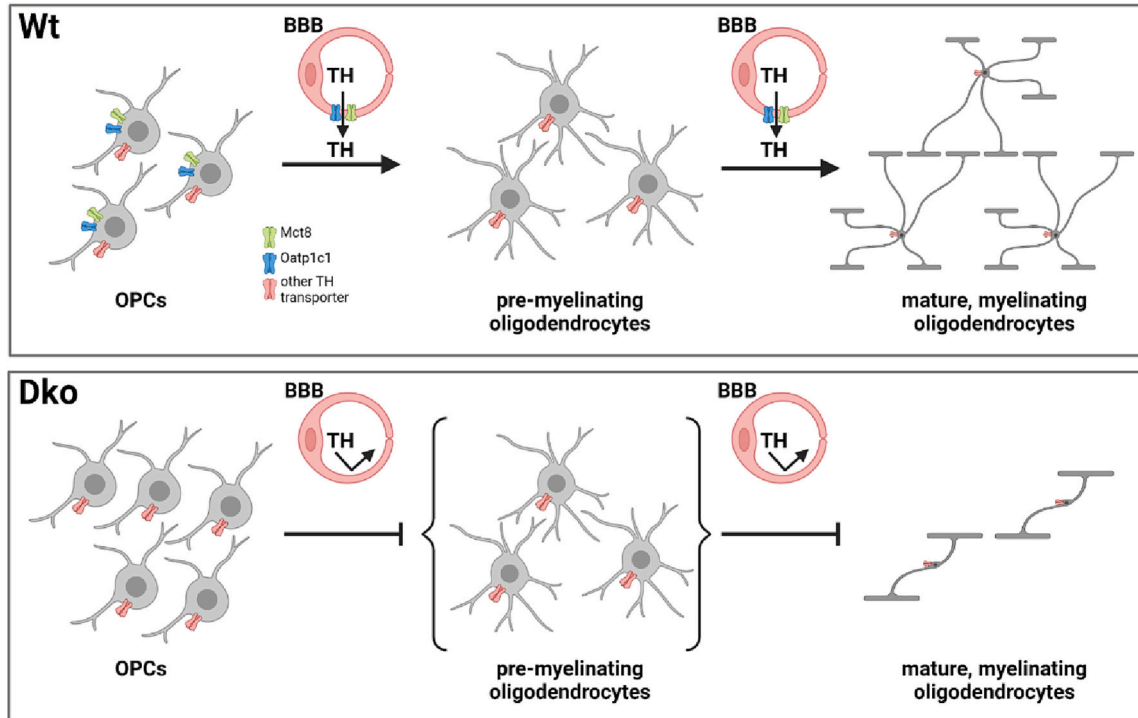 Wt
BBB
TH
TH
BBB
TH
TH
Mct8
Oatp1c1
other TH
transporter
OPCs
pre-myelinating
oligodendrocytes
mature, myelinating
oligodendrocytes
Dko
BBB
TH
BBB
TH
OPCs
pre-myelinating
oligodendrocytes
mature, myelinating
oligodendrocytes